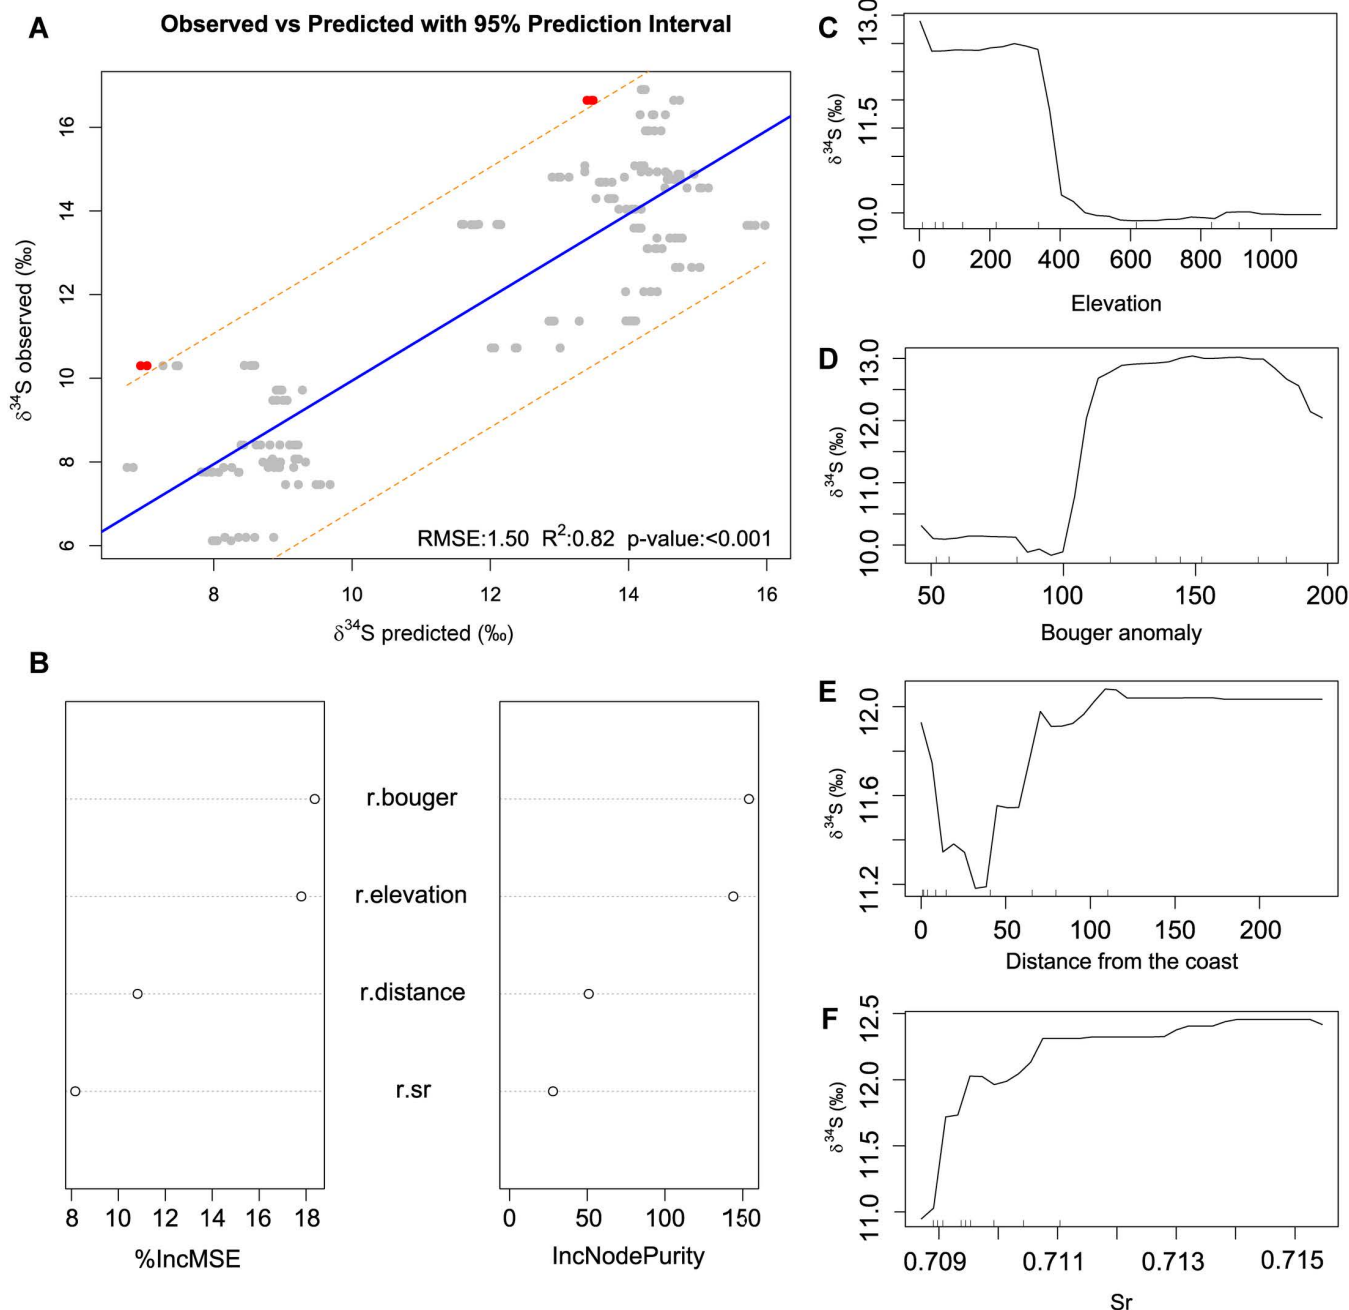 A
Observed vs Predicted with 95% Prediction Interval
δ³⁴S observed (‰)
16
14
12
10
8
6
RMSE:1.50 R²:0.82 p-value:<0.001
8 10 12 14 16
δ³⁴S predicted (‰)
B
r.bouger
r.elevation
r.distance
r.sr
8 10 12 14 16 18
%IncMSE
0 50 100 150
IncNodePurity
C
δ³⁴S (‰)
10.0 11.5 13.0
0 200 400 600 800 1000
Elevation
D
δ³⁴S (‰)
10.0 11.0 12.0 13.0
50 100 150 200
Bouger anomaly
E
δ³⁴S (‰)
11.2 11.6 12.0
0 50 100 150 200
Distance from the coast
F
δ³⁴S (‰)
11.0 11.5 12.0 12.5
0.709 0.711 0.713 0.715
Sr